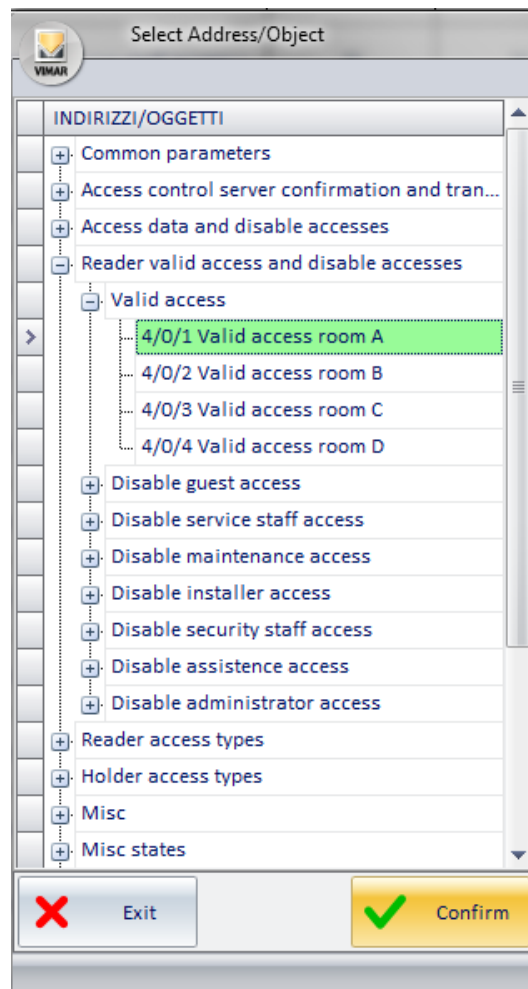 Select Address/Object
VIMAR
INDIRIZZI/OGGETTI
Common parameters
Access control server confirmation and tran...
Access data and disable accesses
Reader valid access and disable accesses
Valid access
4/0/1 Valid access room A
4/0/2 Valid access room B
4/0/3 Valid access room C
4/0/4 Valid access room D
Disable guest access
Disable service staff access
Disable maintenance access
Disable installer access
Disable security staff access
Disable assistence access
Disable administrator access
Reader access types
Holder access types
Misc
Misc states
Exit
Confirm